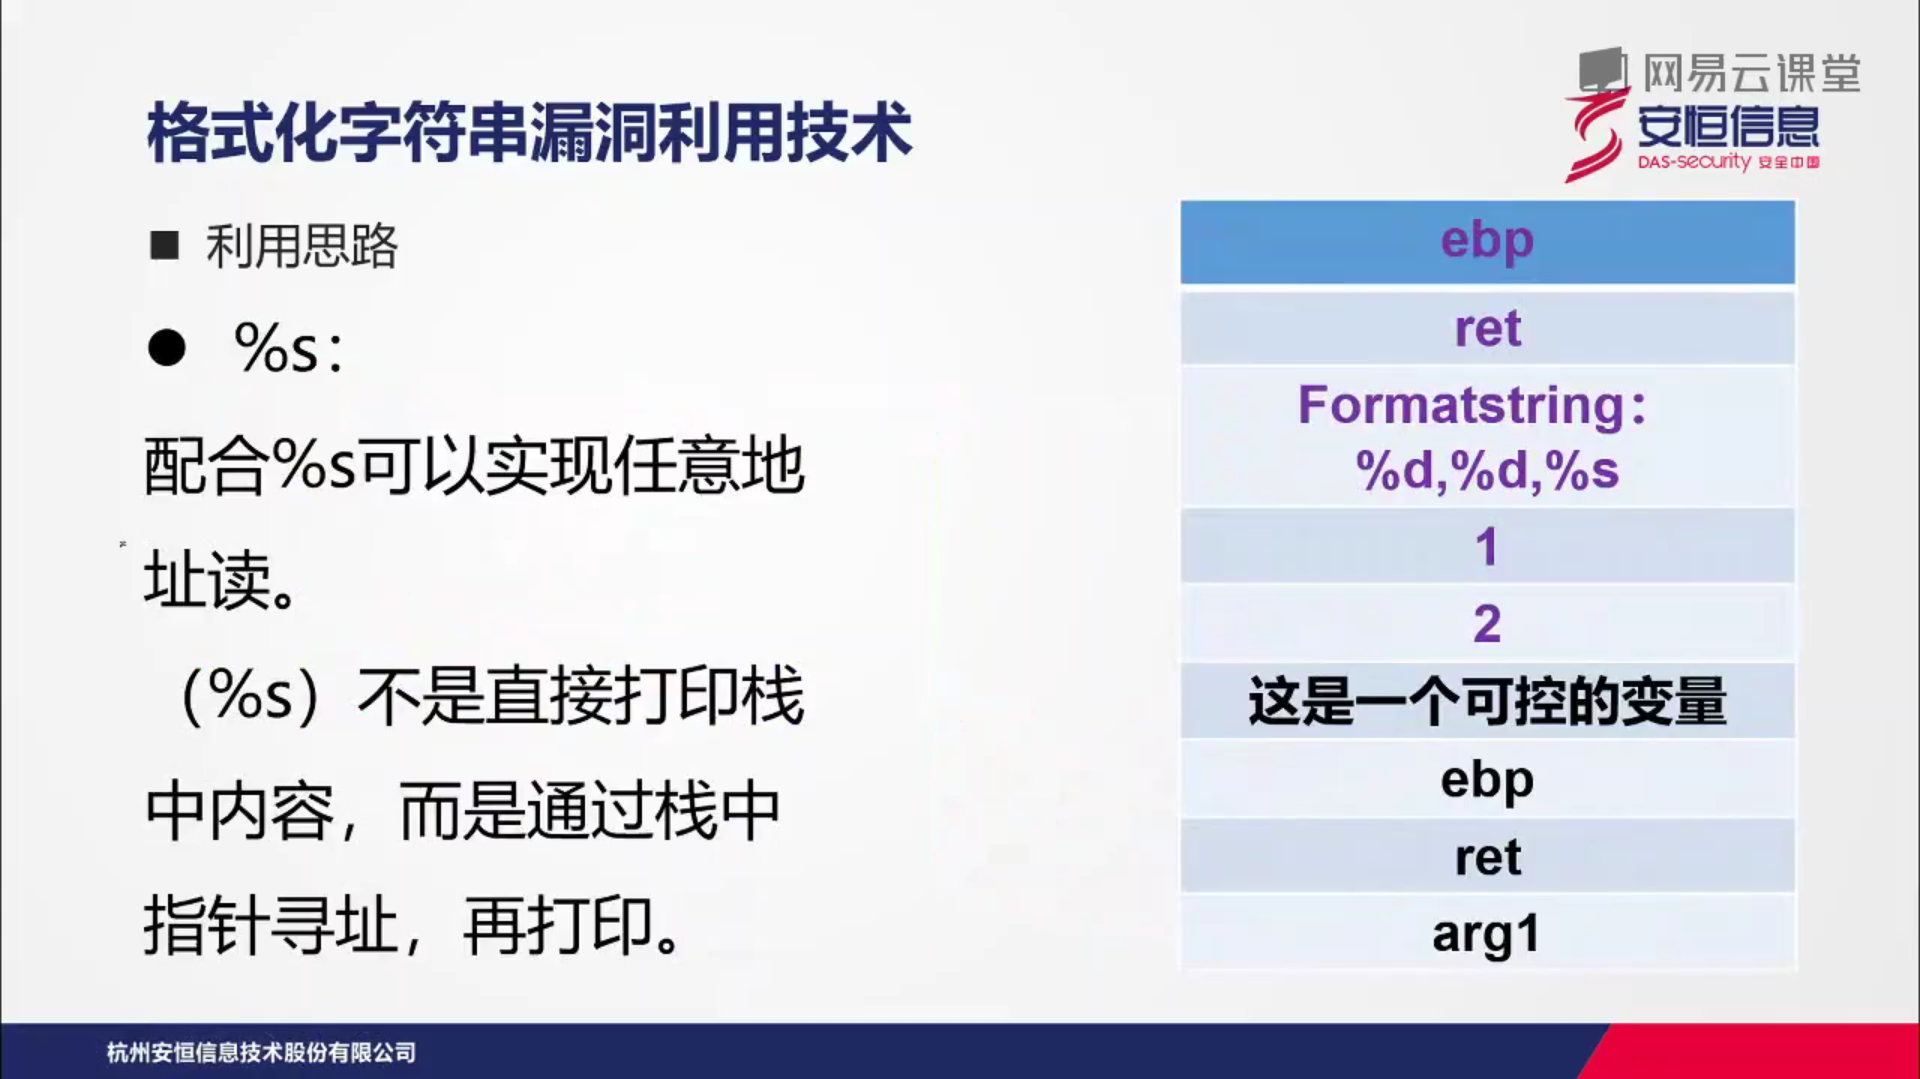 网易云课堂
安恒信息
DAS-security 安全中国
格式化字符串漏洞利用技术
利用思路
%s：
配合%s可以实现任意地
址读。
（%s）不是直接打印栈
中内容，而是通过栈中
指针寻址，再打印。
ebp
ret
Formatstring：
%d,%d,%s
1
2
这是一个可控的变量
ebp
ret
arg1
杭州安恒信息技术股份有限公司